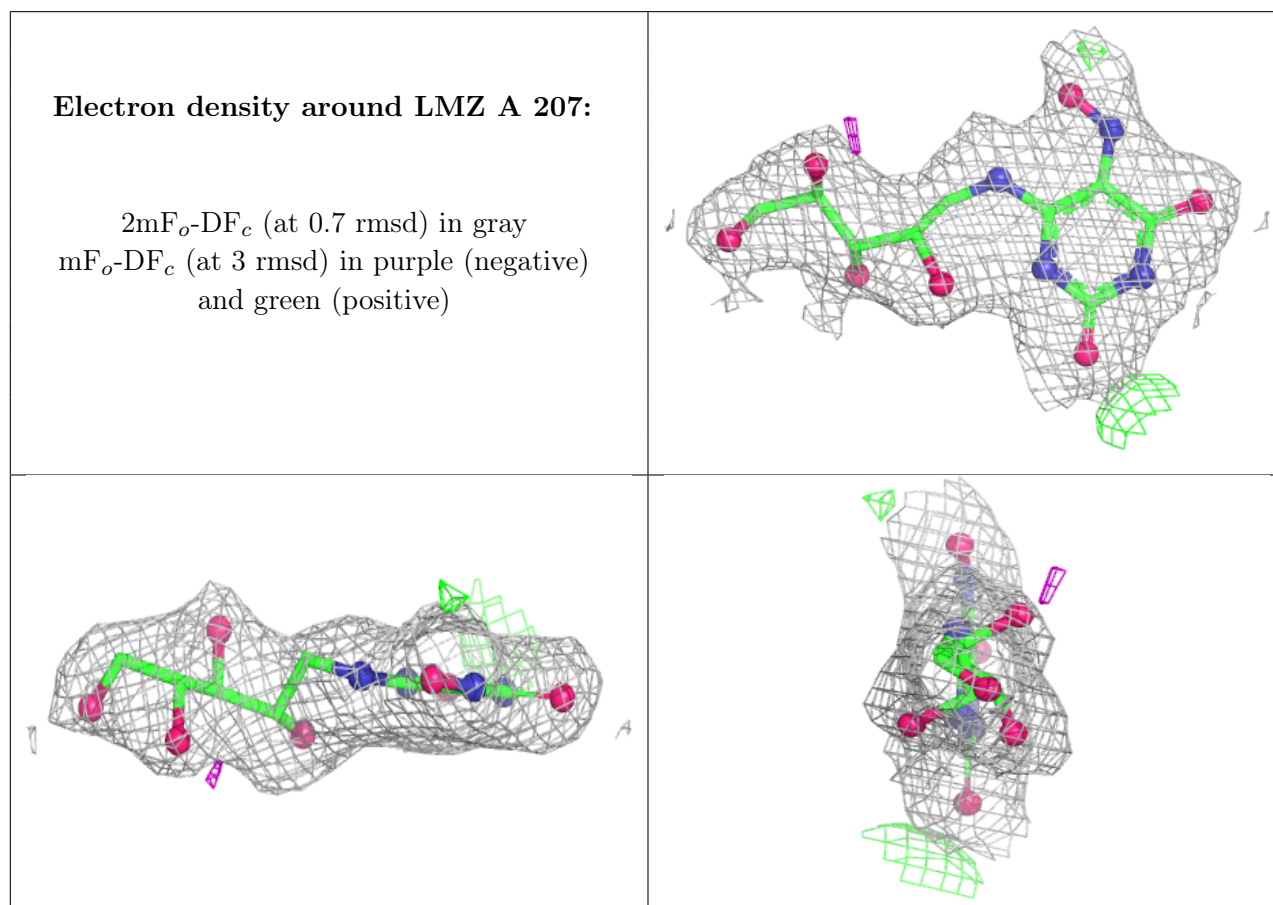 Electron density around LMZ A 207:
2mFo-DFc (at 0.7 rmsd) in gray
mFo-DFc (at 3 rmsd) in purple (negative)
and green (positive)